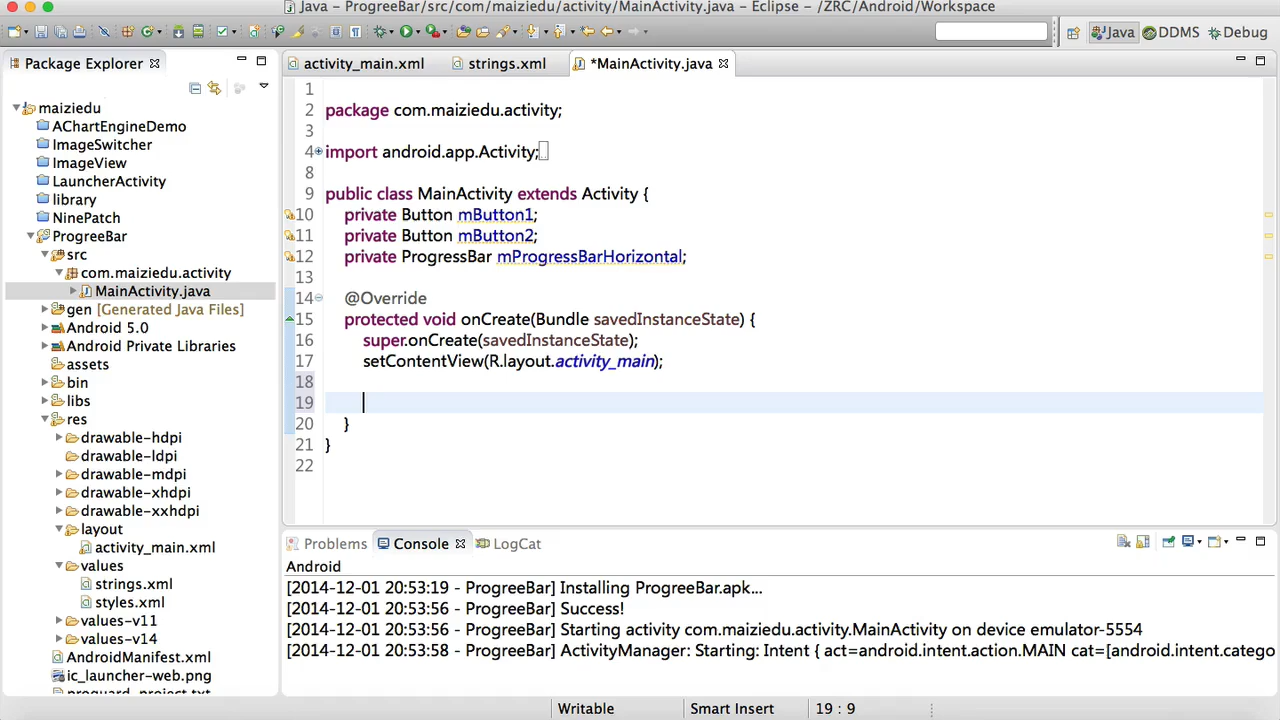 Java – ProgreeBar/src/com/maiziedu/activity/MainActivity.java – Eclipse – /ZRC/Android/Workspace
Java
DDMS
Debug
Package Explorer
activity_main.xml
strings.xml
*MainActivity.java
maiziedu
AChartEngineDemo
ImageSwitcher
ImageView
LauncherActivity
library
NinePatch
ProgreeBar
src
com.maiziedu.activity
MainActivity.java
gen [Generated Java Files]
Android 5.0
Android Private Libraries
assets
bin
libs
res
drawable-hdpi
drawable-ldpi
drawable-mdpi
drawable-xhdpi
drawable-xxhdpi
layout
activity_main.xml
values
strings.xml
styles.xml
values-v11
values-v14
AndroidManifest.xml
ic_launcher-web.png
proguard_project.txt
1
2 package com.maiziedu.activity;
3
4 import android.app.Activity;
8
9 public class MainActivity extends Activity {
10 private Button mButton1;
11 private Button mButton2;
12 private ProgressBar mProgressBarHorizontal;
13
14 @Override
15 protected void onCreate(Bundle savedInstanceState) {
16 super.onCreate(savedInstanceState);
17 setContentView(R.layout.activity_main);
18
19
20 }
21 }
22
Problems
Console
LogCat
Android
[2014-12-01 20:53:19 - ProgreeBar] Installing ProgreeBar.apk...
[2014-12-01 20:53:56 - ProgreeBar] Success!
[2014-12-01 20:53:56 - ProgreeBar] Starting activity com.maiziedu.activity.MainActivity on device emulator-5554
[2014-12-01 20:53:58 - ProgreeBar] ActivityManager: Starting: Intent { act=android.intent.action.MAIN cat=[android.intent.catego
Writable
Smart Insert
19 : 9